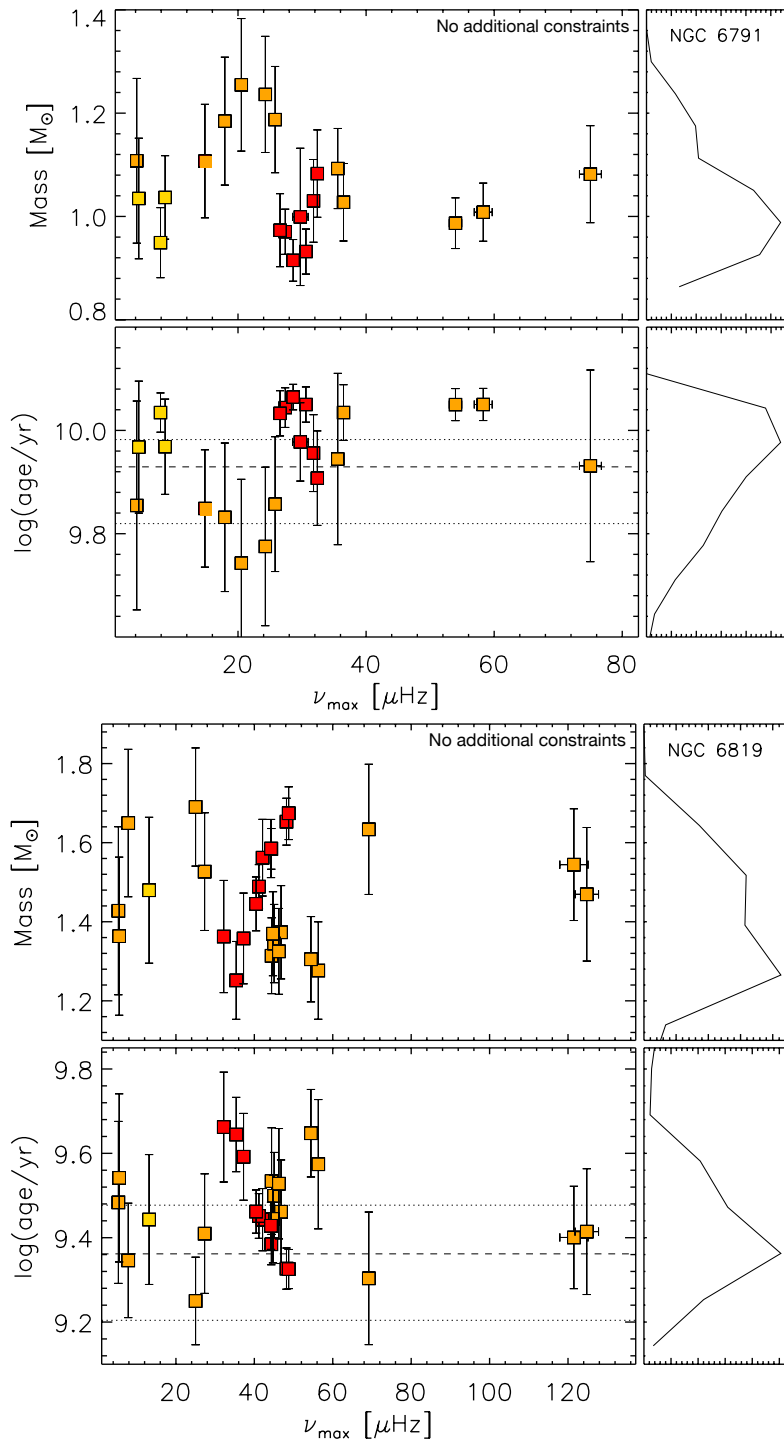 No additional constraints
NGC 6791
Mass [M⊙]
1.4
1.2
1.0
0.8
log(age/yr)
10.0
9.8
0 20 40 60 80
νmax [μHz]
No additional constraints
NGC 6819
Mass [M⊙]
1.8
1.6
1.4
1.2
log(age/yr)
9.8
9.6
9.4
9.2
20 40 60 80 100 120
νmax [μHz]